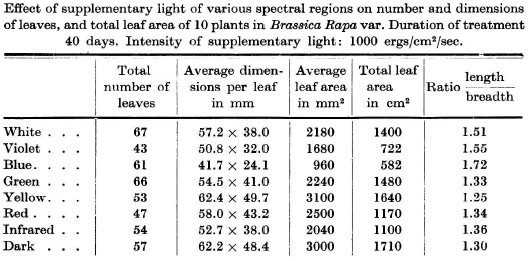 Effect of supplementary light of various spectral regions on number and dimensions
of leaves, and total leaf area of 10 plants in Brassica Rapa var. Duration of treatment
40 days. Intensity of supplementary light: 1000 ergs/cm²/sec.
Total number of leaves | Average dimensions per leaf in mm | Average leaf area in mm² | Total leaf area in cm² | Ratio length / breadth
White . . . 67 57.2 × 38.0 2180 1400 1.51
Violet . . . 43 50.8 × 32.0 1680 722 1.55
Blue. . . . 61 41.7 × 24.1 960 582 1.72
Green . . . 66 54.5 × 41.0 2240 1480 1.33
Yellow. . . 53 62.4 × 49.7 3100 1640 1.25
Red . . . . 47 58.0 × 43.2 2500 1170 1.34
Infrared . . 54 52.7 × 38.0 2040 1100 1.36
Dark . . . 57 62.2 × 48.4 3000 1710 1.30